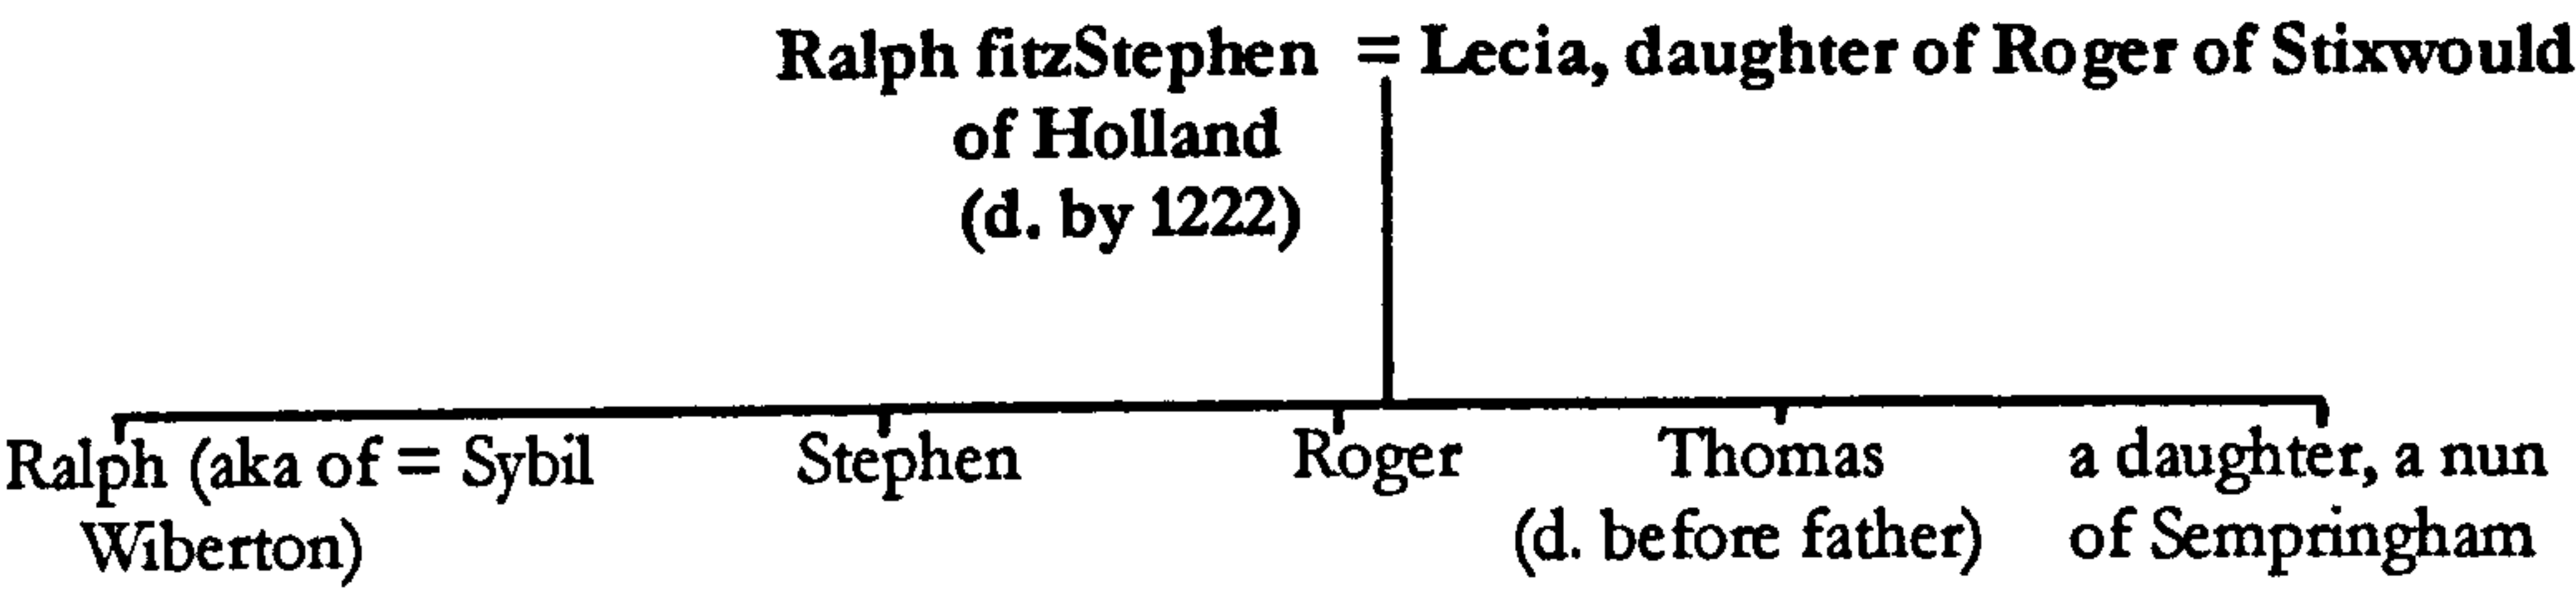 Ralph fitzStephen = Lecia, daughter of Roger of Stixwould
of Holland
(d. by 1222)
Ralph (aka of = Sybil Stephen Roger Thomas a daughter, a nun
Wiberton) (d. before father) of Sempringham